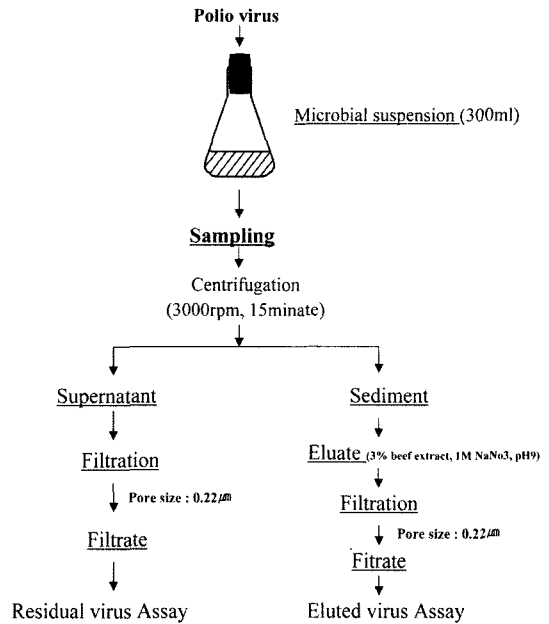 Polio virus
Microbial suspension (300ml)
Sampling
Centrifugation
(3000rpm, 15minate)
Supernatant
Filtration
Pore size : 0.22㎛
Filtrate
Residual virus Assay
Sediment
Eluate (3% beef extract, 1M NaNo3, pH9)
Filtration
Pore size : 0.22㎛
Fitrate
Eluted virus Assay